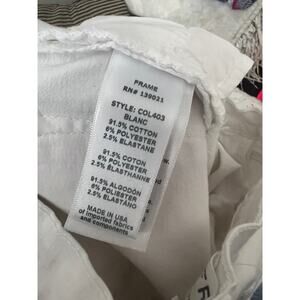 FRAME
RN# 139021
STYLE: COL403
BLANC
91.5% COTTON
6% POLYESTER
2.5% ELASTANE
91.5% COTON
6% POLYESTER
2.5% ELASTHANNE
91.5% ALGODÓN
6% POLIESTER
2.5% ELASTANO
MADE IN USA
of imported fabrics
and components